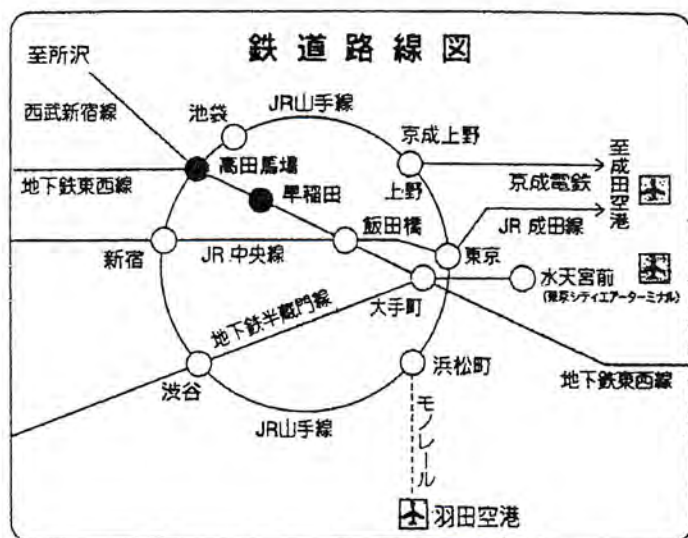 鉄道路線図
至所沢
西武新宿線
JR山手線
池袋
京成上野
高田馬場
上野
京成電鉄
至成田空港
地下鉄東西線
早稲田
飯田橋
JR 成田線
新宿
JR 中央線
東京
水天宮前
(東京シティエアーターミナル)
大手町
地下鉄半蔵門線
渋谷
浜松町
地下鉄東西線
JR山手線
モノレール
羽田空港